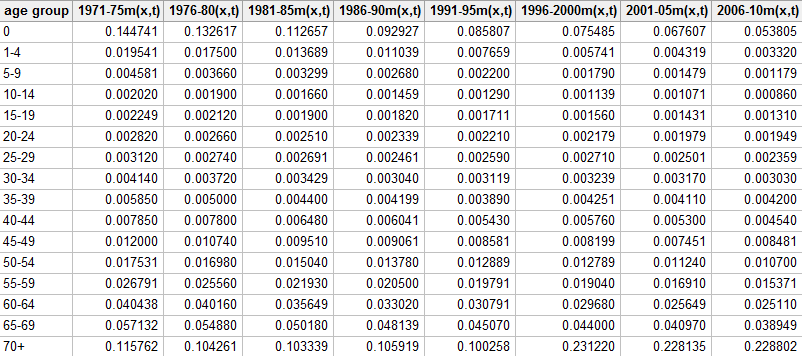 age group 1971-75m(x,t) 1976-80(x,t) 1981-85m(x,t) 1986-90m(x,t) 1991-95m(x,t) 1996-2000m(x,t) 2001-05m(x,t) 2006-10m(x,t)
0 0.144741 0.132617 0.112657 0.092927 0.085807 0.075485 0.067607 0.053805
1-4 0.019541 0.017500 0.013689 0.011039 0.007659 0.005741 0.004319 0.003320
5-9 0.004581 0.003660 0.003299 0.002680 0.002200 0.001790 0.001479 0.001179
10-14 0.002020 0.001900 0.001660 0.001459 0.001290 0.001139 0.001071 0.000860
15-19 0.002249 0.002120 0.001900 0.001820 0.001711 0.001560 0.001431 0.001310
20-24 0.002820 0.002660 0.002510 0.002339 0.002210 0.002179 0.001979 0.001949
25-29 0.003120 0.002740 0.002691 0.002461 0.002590 0.002710 0.002501 0.002359
30-34 0.004140 0.003720 0.003429 0.003040 0.003119 0.003239 0.003170 0.003030
35-39 0.005850 0.005000 0.004400 0.004199 0.003890 0.004251 0.004110 0.004200
40-44 0.007850 0.007800 0.006480 0.006041 0.005430 0.005760 0.005300 0.004540
45-49 0.012000 0.010740 0.009510 0.009061 0.008581 0.008199 0.007451 0.008481
50-54 0.017531 0.016980 0.015040 0.013780 0.012889 0.012789 0.011240 0.010700
55-59 0.026791 0.025560 0.021930 0.020500 0.019791 0.019040 0.016910 0.015371
60-64 0.040438 0.040160 0.035649 0.033020 0.030791 0.029680 0.025649 0.025110
65-69 0.057132 0.054880 0.050180 0.048139 0.045070 0.044000 0.040970 0.038949
70+ 0.115762 0.104261 0.103339 0.105919 0.100258 0.231220 0.228135 0.228802